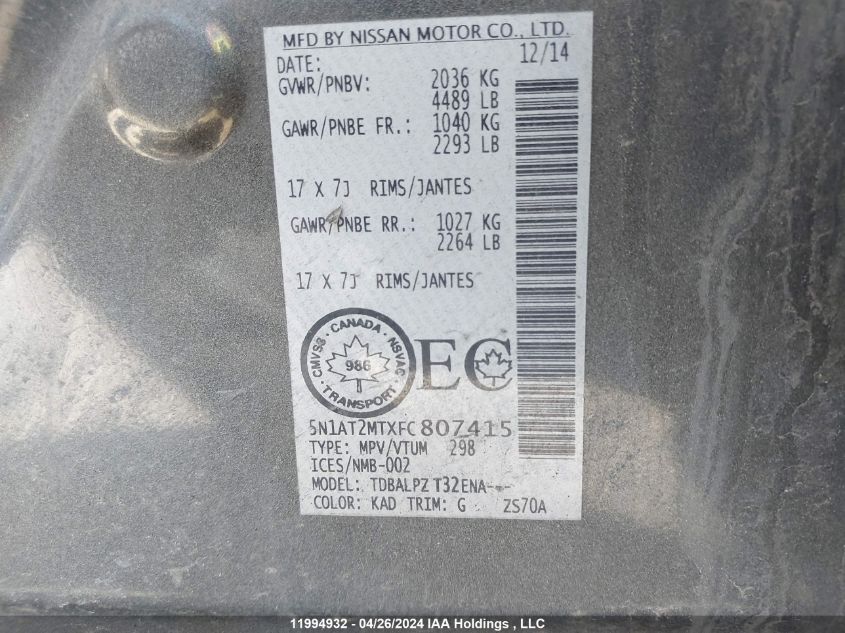 MFD BY NISSAN MOTOR CO., LTD.
DATE: 12/14
GVWR/PNBV: 2036 KG
4489 LB
GAWR/PNBE FR.: 1040 KG
2293 LB
17 X 7J RIMS/JANTES
GAWR/PNBE RR.: 1027 KG
2264 LB
17 X 7J RIMS/JANTES
CANADA · NSVAC · TRANSPORT · CMVSS ·
986
EC
5N1AT2MTXFC807415
TYPE: MPV/VTUM 298
ICES/NMB-002
MODEL: TDBALPZ T32ENA---
COLOR: KAD TRIM: G ZS70A
11994932 - 04/26/2024 IAA Holdings , LLC